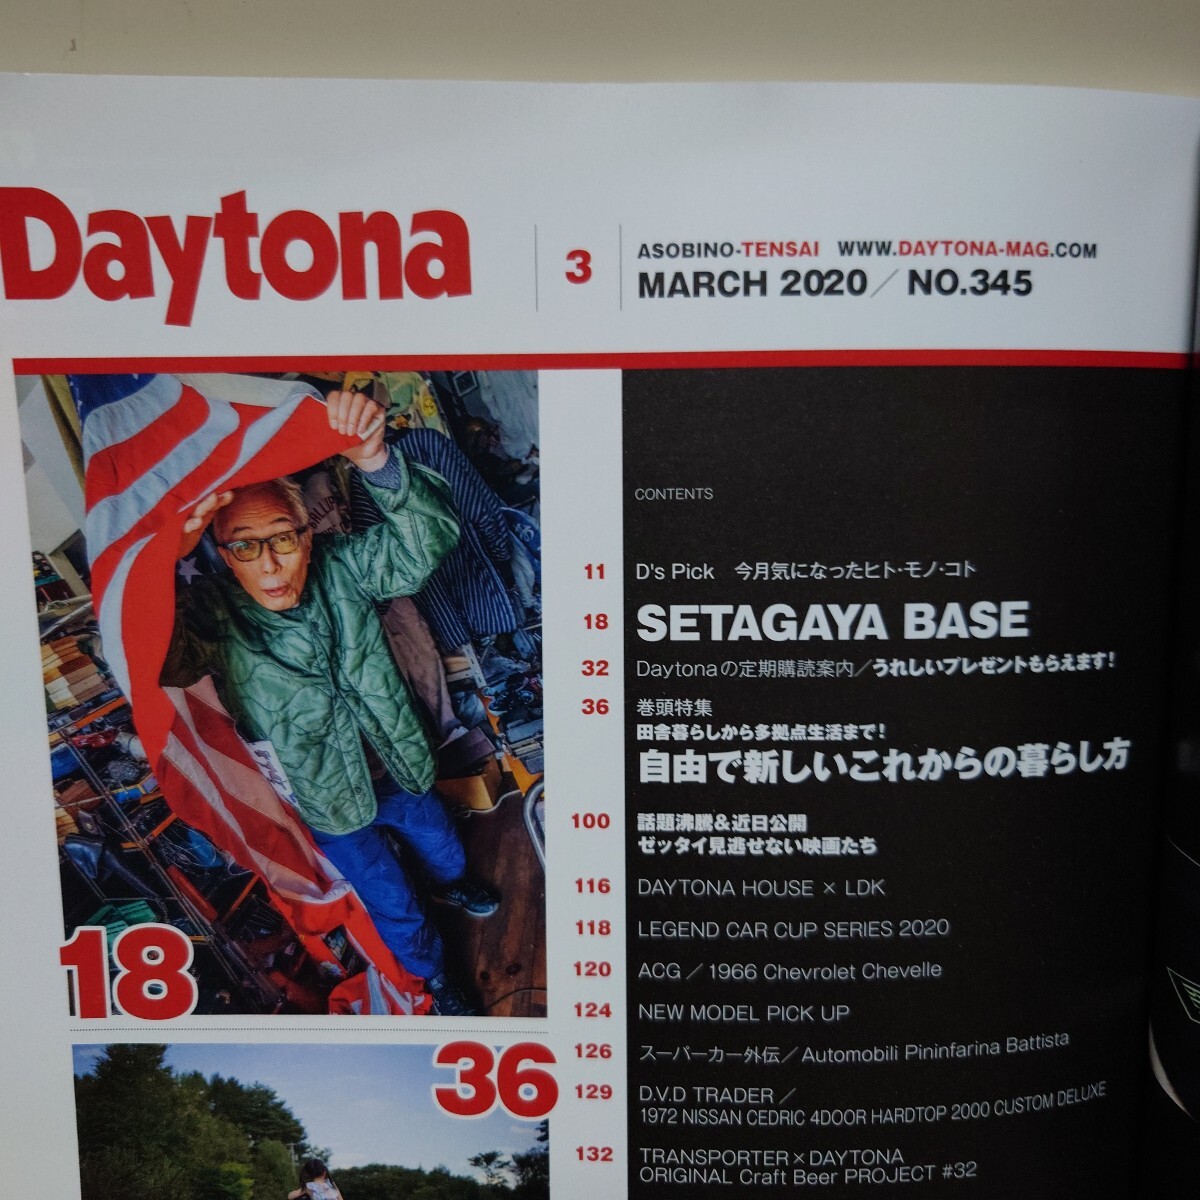 Daytona
3
ASOBINO-TENSAI WWW.DAYTONA-MAG.COM
MARCH 2020／NO.345
CONTENTS
11 D's Pick 今月気になったヒト・モノ・コト
18 SETAGAYA BASE
32 Daytonaの定期購読案内／うれしいプレゼントもらえます！
36 巻頭特集
田舎暮らしから多拠点生活まで！
自由で新しいこれからの暮らし方
100 話題沸騰＆近日公開
ゼッタイ見逃せない映画たち
116 DAYTONA HOUSE × LDK
118 LEGEND CAR CUP SERIES 2020
120 ACG／1966 Chevrolet Chevelle
124 NEW MODEL PICK UP
126 スーパーカー外伝／Automobili Pininfarina Battista
129 D.V.D TRADER／
1972 NISSAN CEDRIC 4DOOR HARDTOP 2000 CUSTOM DELUXE
132 TRANSPORTER×DAYTONA
ORIGINAL Craft Beer PROJECT #32
18
36